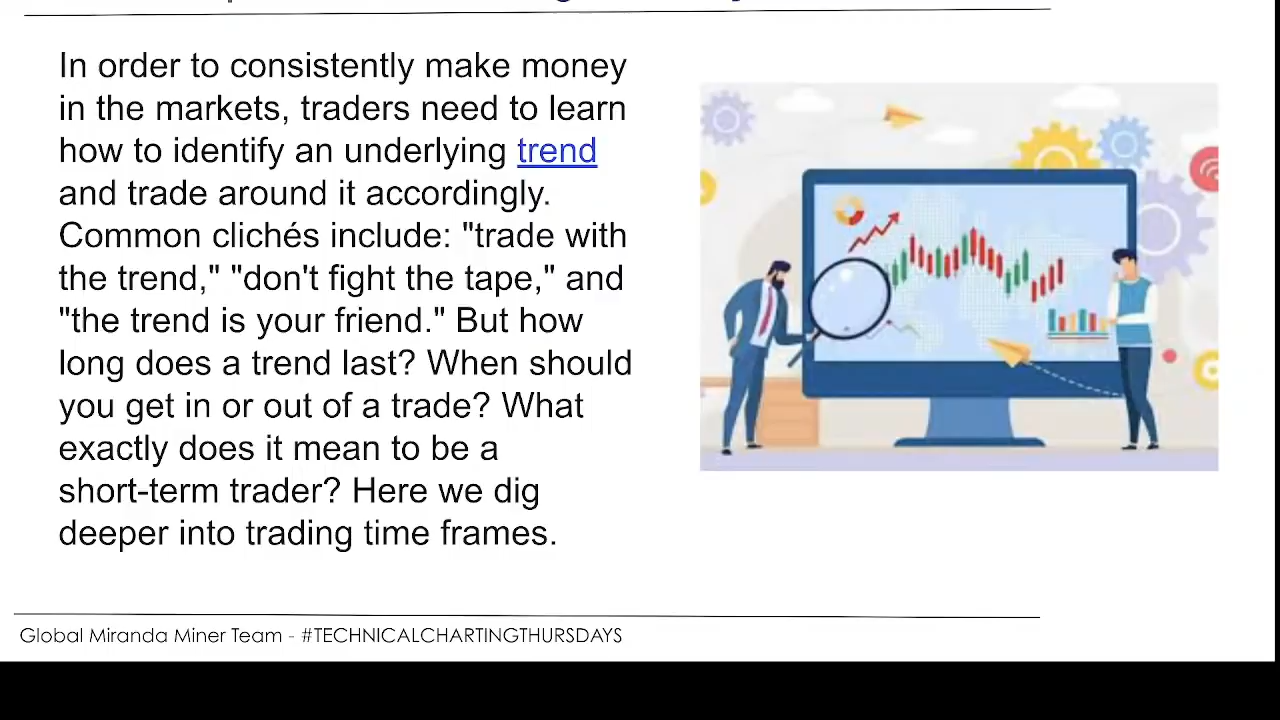 In order to consistently make money
in the markets, traders need to learn
how to identify an underlying trend
and trade around it accordingly.
Common clichés include: "trade with
the trend," "don't fight the tape," and
"the trend is your friend." But how
long does a trend last? When should
you get in or out of a trade? What
exactly does it mean to be a
short-term trader? Here we dig
deeper into trading time frames.
Global Miranda Miner Team - #TECHNICALCHARTINGTHURSDAYS